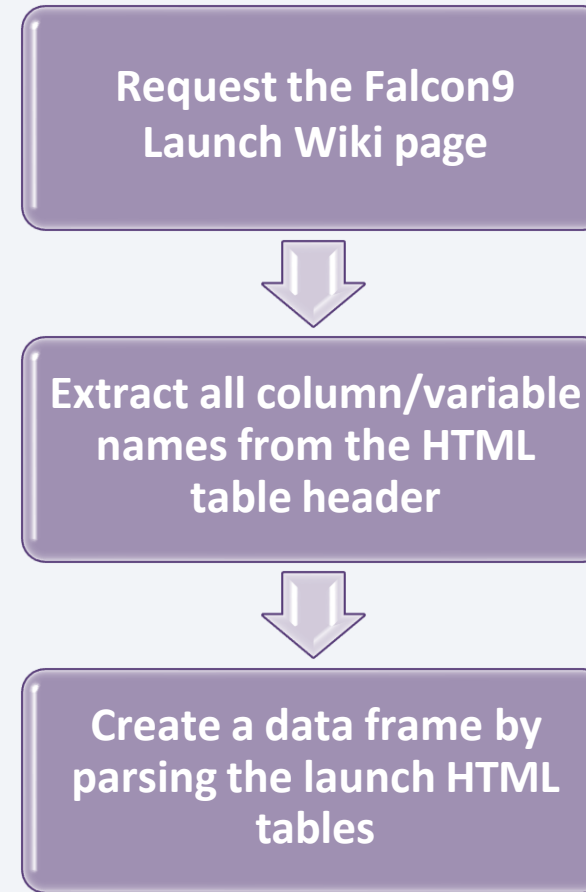 Request the Falcon9
Launch Wiki page
Extract all column/variable
names from the HTML
table header
Create a data frame by
parsing the launch HTML
tables